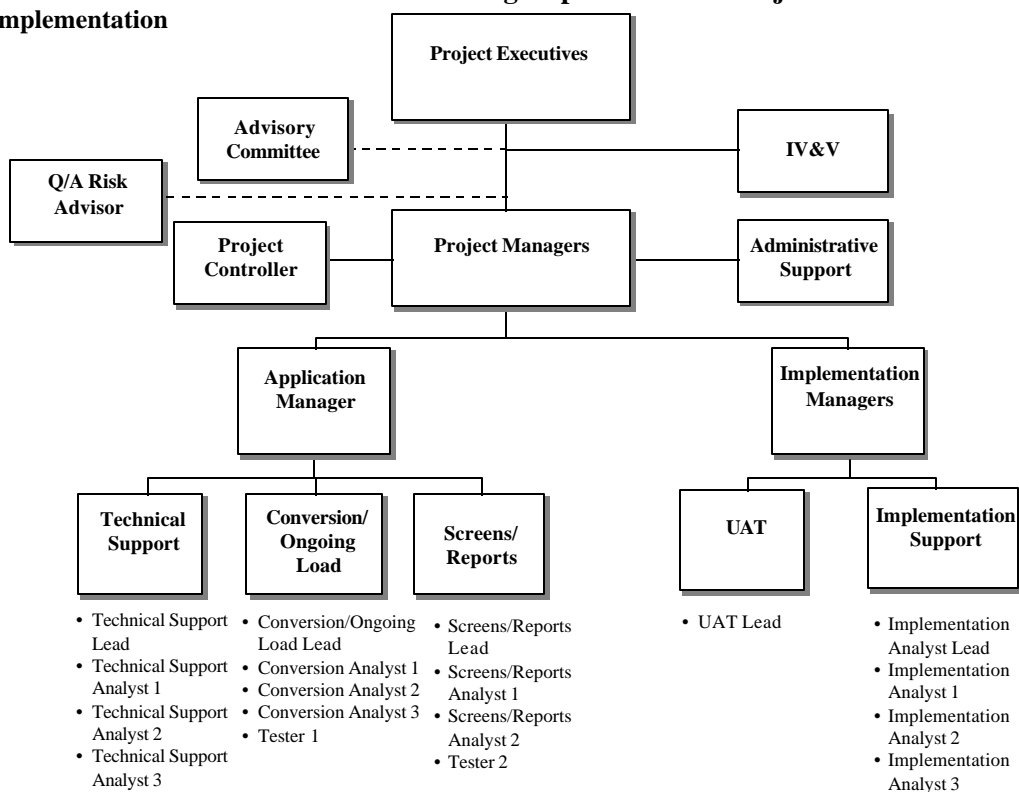 mplementation
Project Executives
Advisory
Committee
IV&V
Q/A Risk
Advisor
Project
Controller
Project Managers
Administrative
Support
Application
Manager
Implementation
Managers
Technical
Support
Conversion/
Ongoing
Load
Screens/
Reports
UAT
Implementation
Support
• Technical Support
Lead
• Technical Support
Analyst 1
• Technical Support
Analyst 2
• Technical Support
Analyst 3
• Conversion/Ongoing
Load Lead
• Conversion Analyst 1
• Conversion Analyst 2
• Conversion Analyst 3
• Tester 1
• Screens/Reports
Lead
• Screens/Reports
Analyst 1
• Screens/Reports
Analyst 2
• Tester 2
• UAT Lead
• Implementation
Analyst Lead
• Implementation
Analyst 1
• Implementation
Analyst 2
• Implementation
Analyst 3